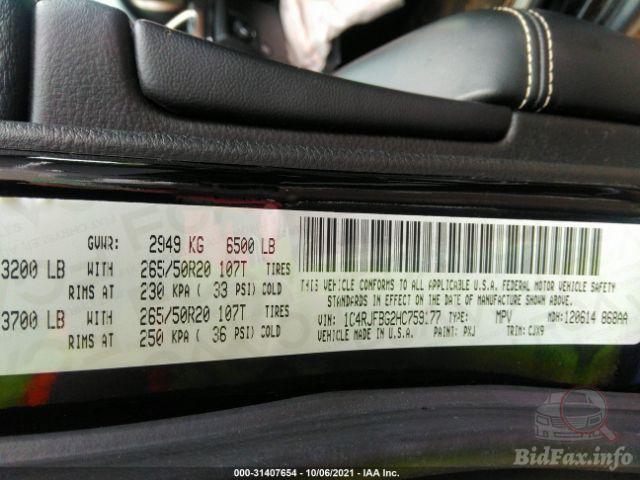 GVWR: 2949 KG 6500 LB
3200 LB WITH 265/50R20 107T TIRES
RIMS AT 230 KPA ( 33 PSI) COLD
3700 LB WITH 265/50R20 107T TIRES
RIMS AT 250 KPA ( 36 PSI) COLD
THIS VEHICLE CONFORMS TO ALL APPLICABLE U.S.A. FEDERAL MOTOR VEHICLE SAFETY
STANDARDS IN EFFECT ON THE DATE OF MANUFACTURE SHOWN ABOVE.
VIN: 1C4RJFBG2HC759177 TYPE: MPV MDH: 120614 868AA
VEHICLE MADE IN U.S.A. PAINT: PXJ TRIM: CJX9
BidFax.info
000-31407654 - 10/06/2021 - IAA Inc.